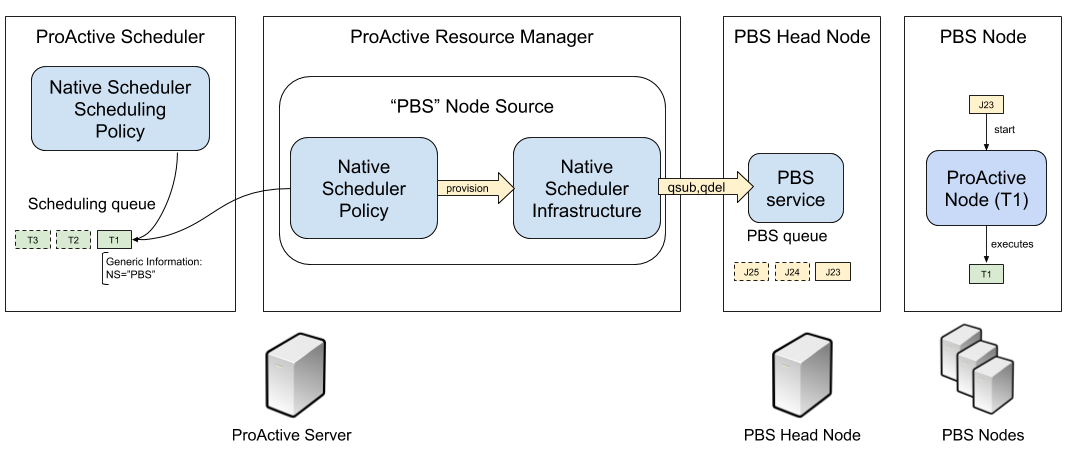 ProActive Scheduler
Native Scheduler
Scheduling
Policy
Scheduling queue
T3
T2
T1
Generic Information:
NS="PBS"
ProActive Resource Manager
“PBS” Node Source
Native
Scheduler
Policy
provision
Native
Scheduler
Infrastructure
qsub,qdel
PBS Head Node
PBS
service
PBS queue
J25
J24
J23
PBS Node
J23
start
ProActive
Node (T1)
executes
T1
ProActive Server
PBS Head Node
PBS Nodes